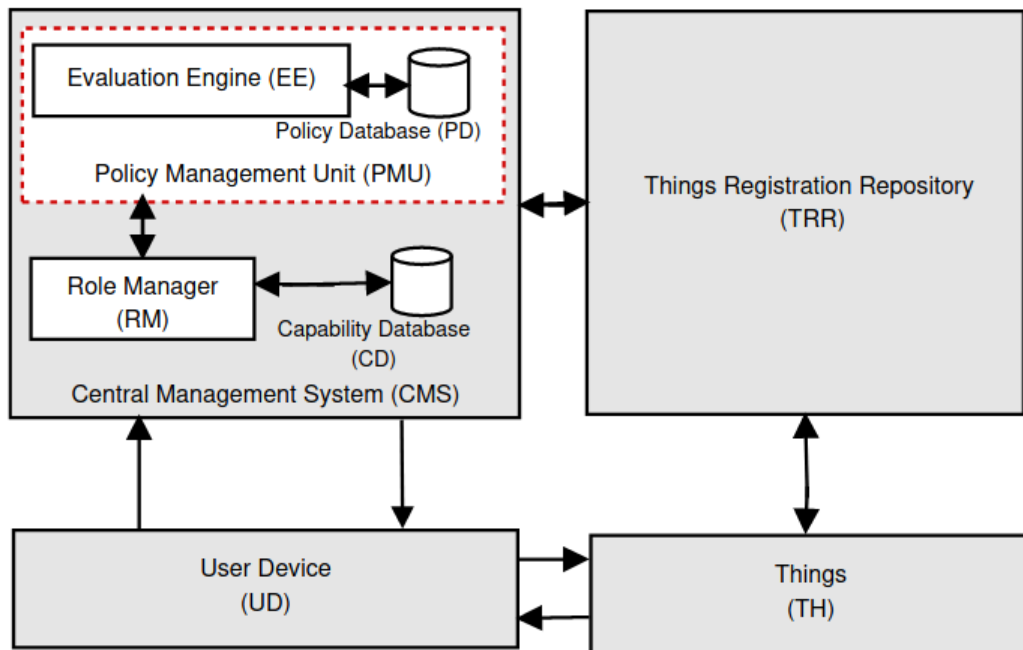 Evaluation Engine (EE)
Policy Database (PD)
Policy Management Unit (PMU)
Role Manager
(RM)
Capability Database
(CD)
Central Management System (CMS)
Things Registration Repository
(TRR)
User Device
(UD)
Things
(TH)